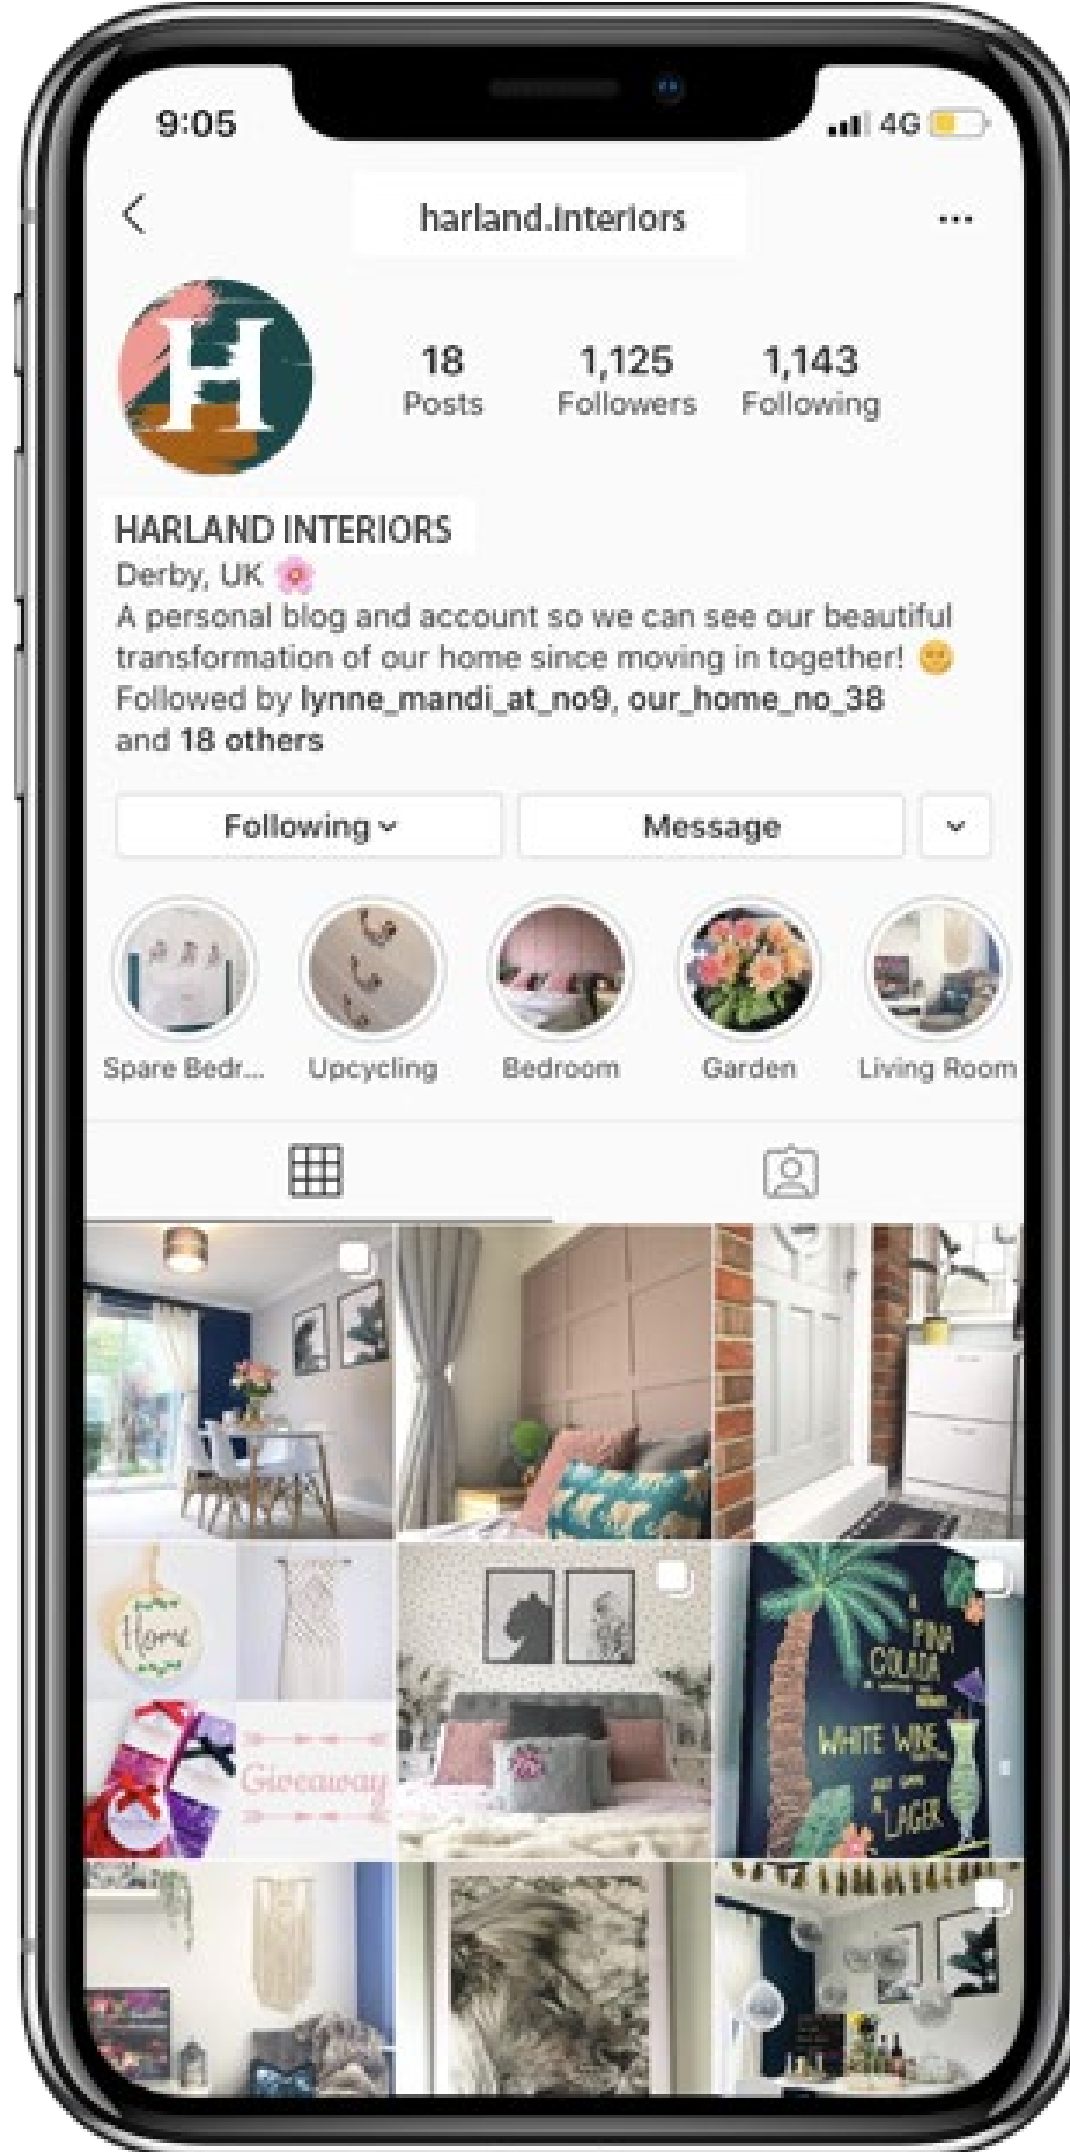 9:05
4G
harland.Interiors
H
18
Posts
1,125
Followers
1,143
Following
HARLAND INTERIORS
Derby, UK 🌸
A personal blog and account so we can see our beautiful
transformation of our home since moving in together! 😊
Followed by lynne_mandi_at_no9, our_home_no_38
and 18 others
Following
Message
Spare Bedr...
Upcycling
Bedroom
Garden
Living Room
Home
Giveaway
A
PINA
COLADA
WHITE WINE
JUST
A
LAGER